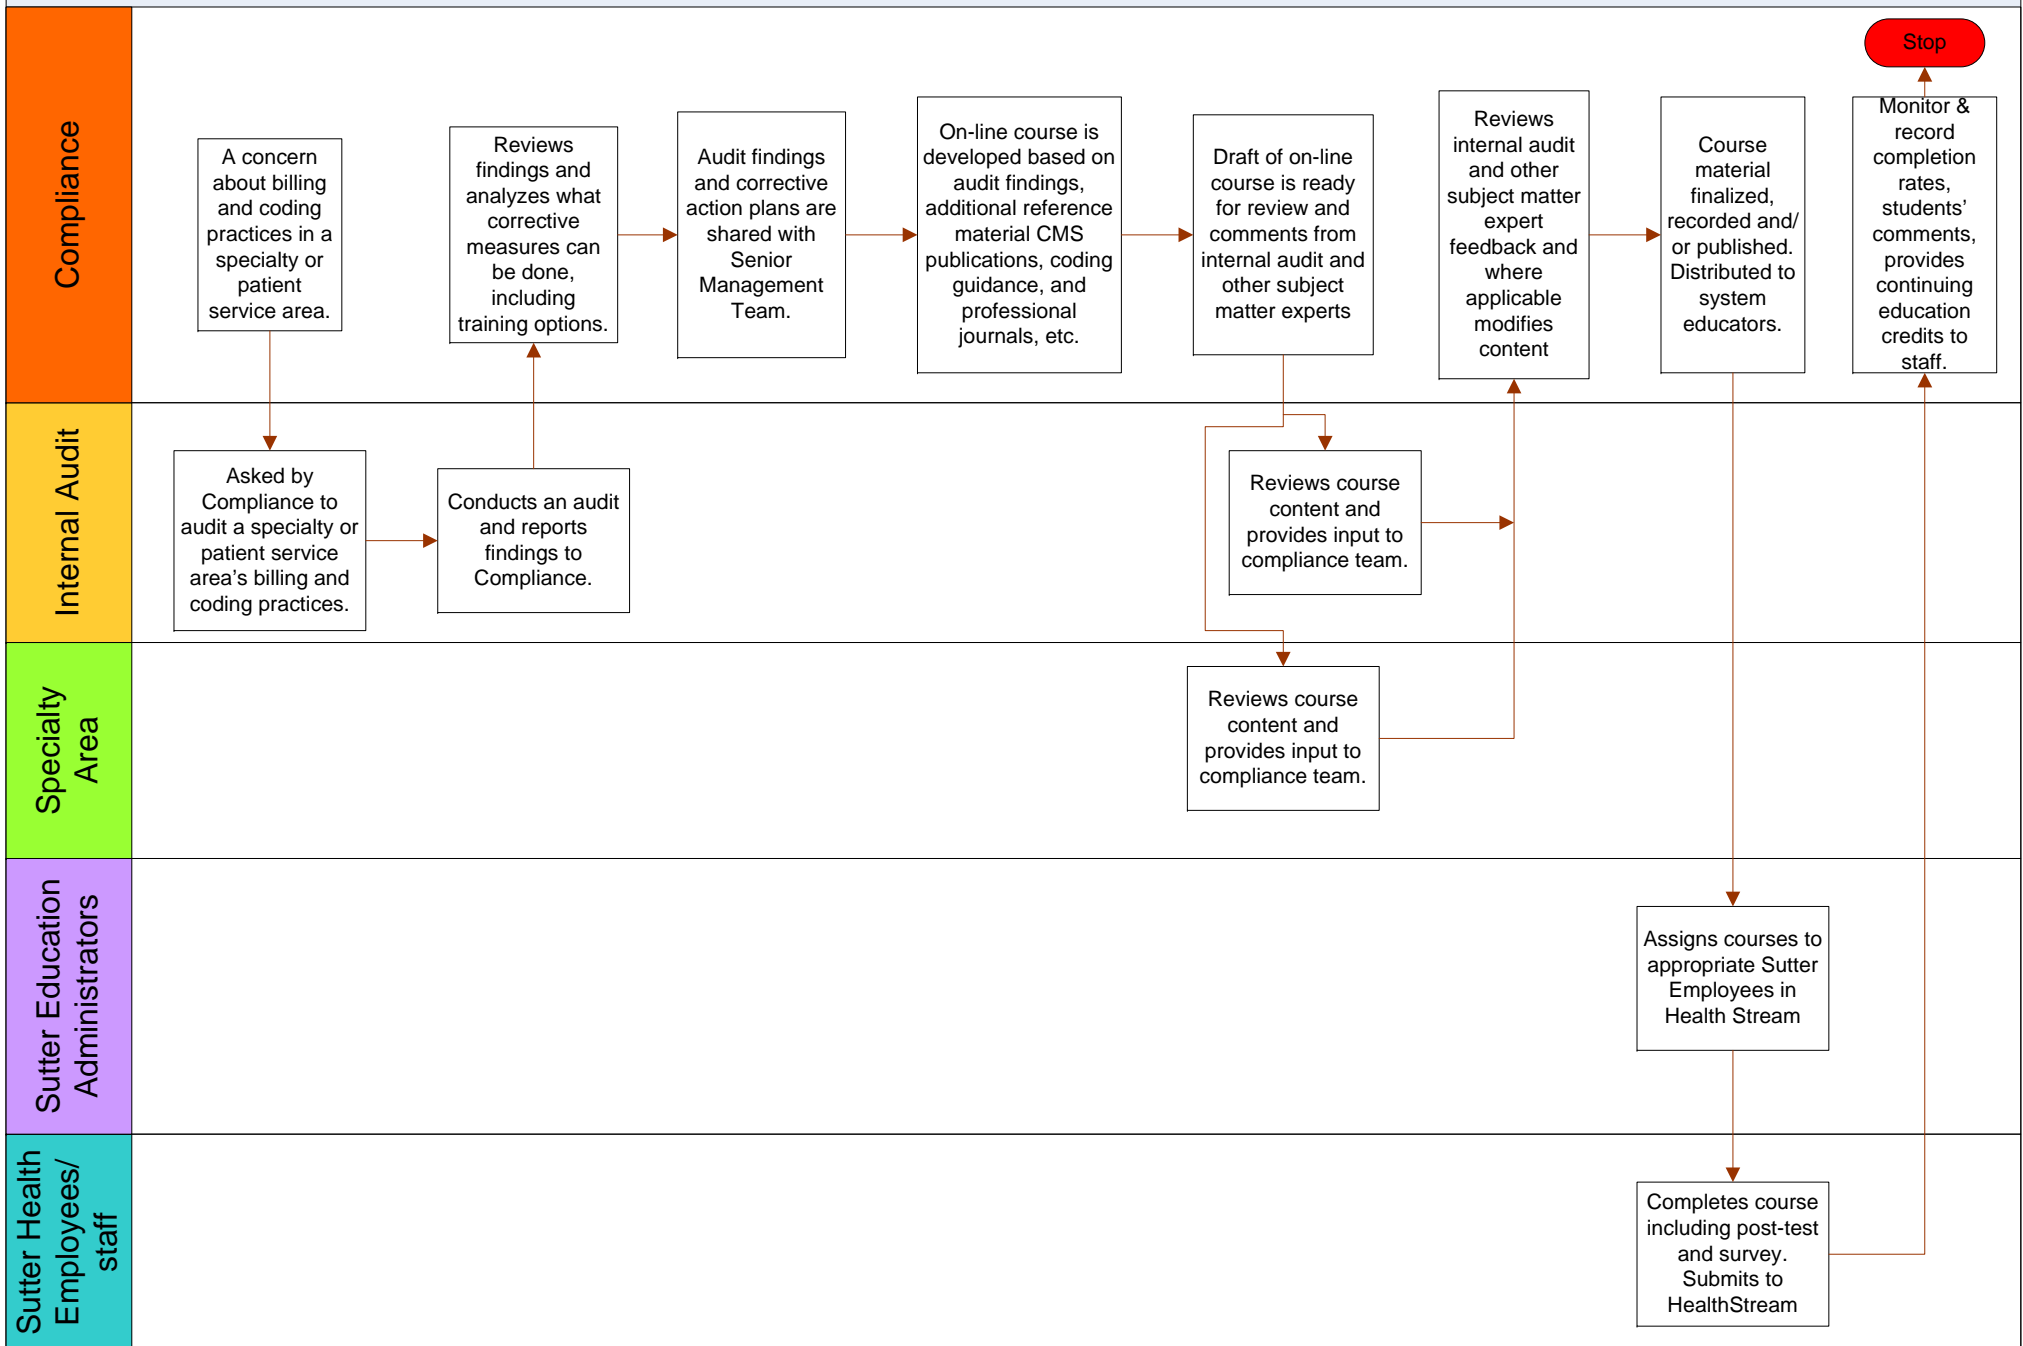 Compliance
A concern
about billing
and coding
practices in a
specialty or
patient
service area.
Reviews
findings and
analyzes what
corrective
measures can
be done,
including
training options.
Audit findings
and corrective
action plans are
shared with
Senior
Management
Team.
On-line course is
developed based on
audit findings,
additional reference
material CMS
publications, coding
guidance, and
professional
journals, etc.
Draft of on-line
course is ready
for review and
comments from
internal audit and
other subject
matter experts
Reviews
internal audit
and other
subject matter
expert
feedback and
where
applicable
modifies
content
Course
material
finalized,
recorded and/
or published.
Distributed to
system
educators.
Stop
Monitor &
record
completion
rates,
students’
comments,
provides
continuing
education
credits to
staff.
Internal Audit
Asked by
Compliance to
audit a specialty or
patient service
area’s billing and
coding practices.
Conducts an audit
and reports
findings to
Compliance.
Reviews course
content and
provides input to
compliance team.
Specialty
Area
Reviews course
content and
provides input to
compliance team.
Sutter Education
Administrators
Assigns courses to
appropriate Sutter
Employees in
Health Stream
Sutter Health
Employees/
staff
Completes course
including post-test
and survey.
Submits to
HealthStream